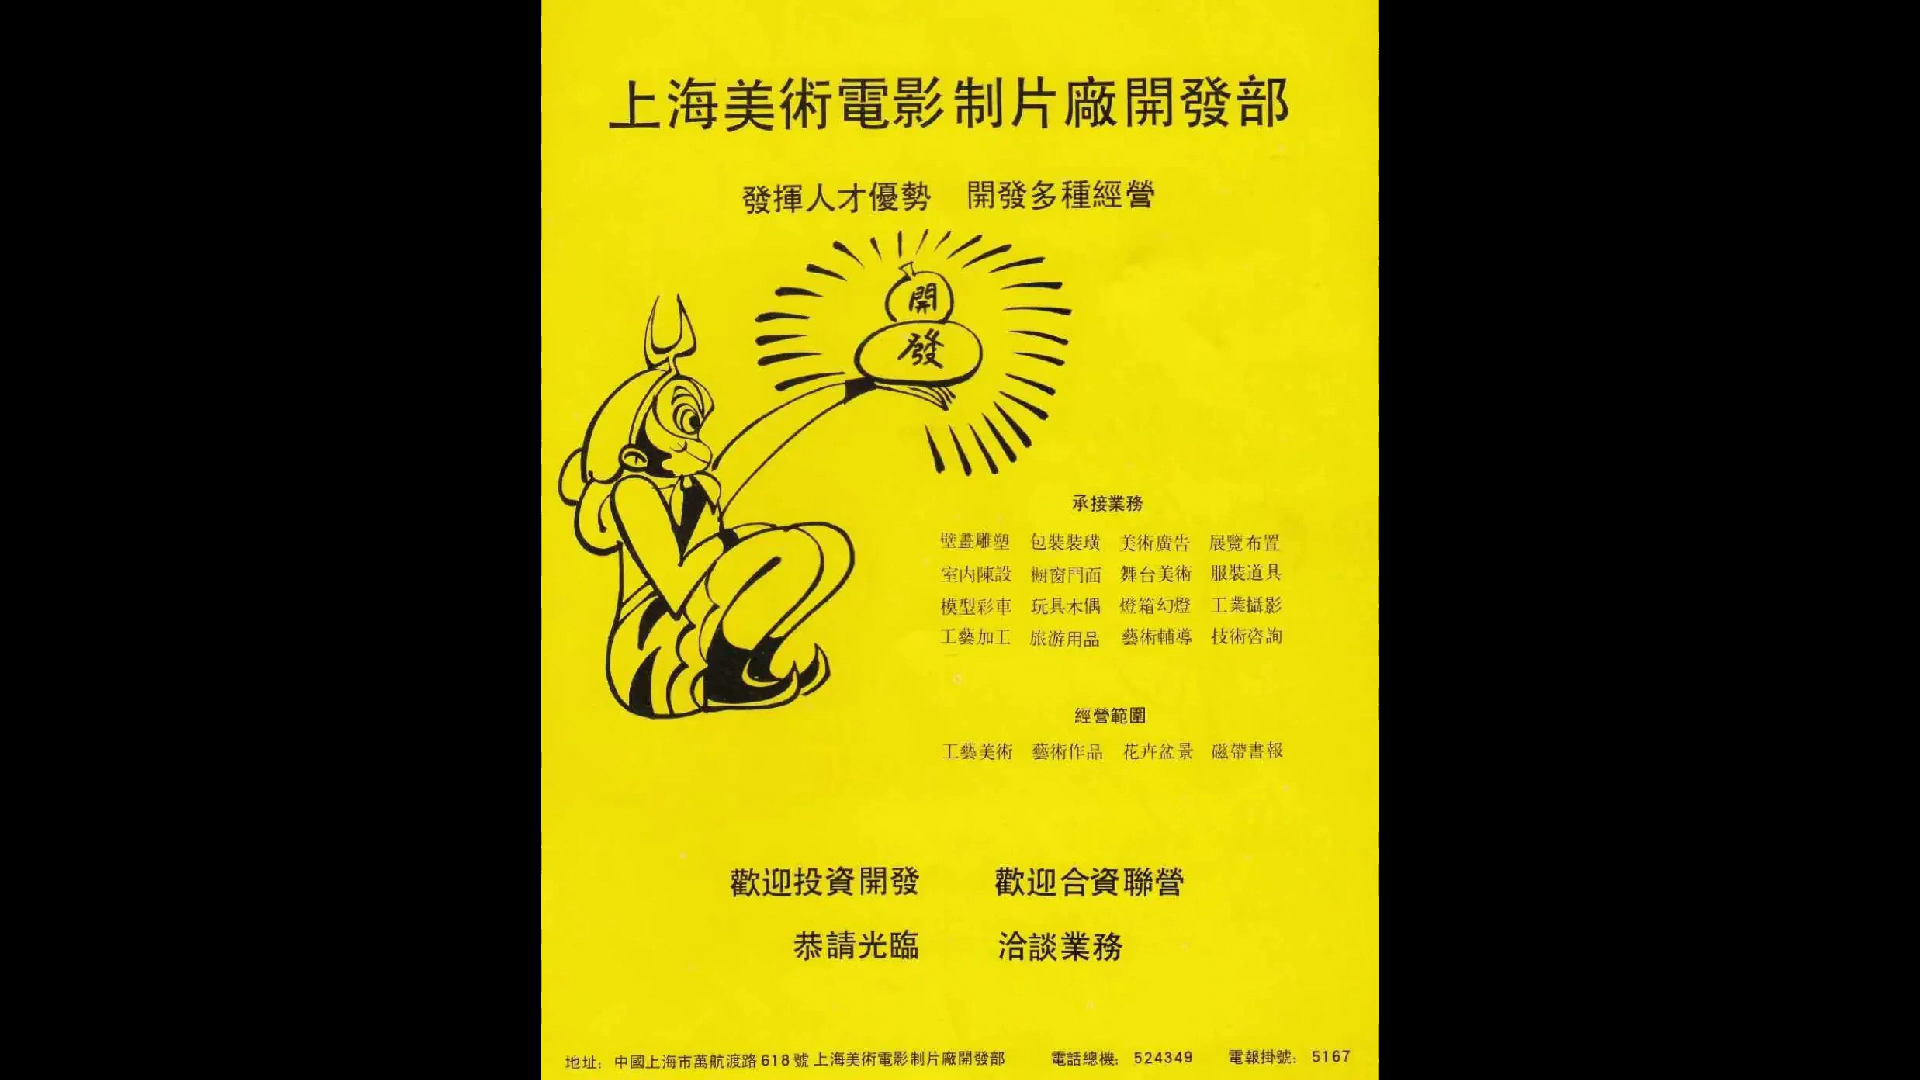 上海美術電影制片廠開發部
發揮人才優勢 開發多種經營
開
發
承接業務
壁畫雕塑 包裝裝璜 美術廣告 展覽布置
室内陳設 橱窗門面 舞台美術 服裝道具
模型彩車 玩具木偶 燈箱幻燈 工業攝影
工藝加工 旅游用品 藝術輔導 技術咨詢
經營範圍
工藝美術 藝術作品 花卉盆景 磁帶書報
歡迎投資開發 歡迎合資聯營
恭請光臨 洽談業務
地址: 中國上海市萬航渡路618號上海美術電影制片廠開發部 電話總機: 524349 電報掛號: 5167